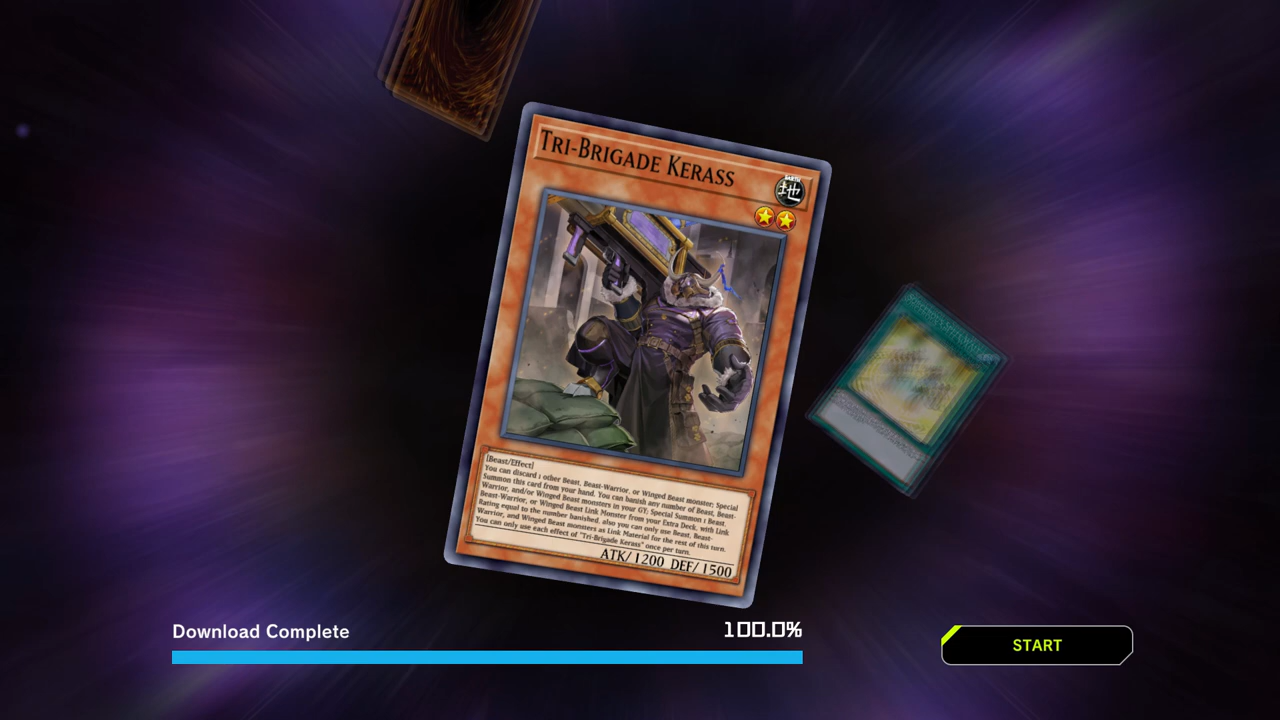 TRI-BRIGADE KERASS
EARTH
地
[Beast/Effect]
You can discard 1 other Beast, Beast-Warrior, or Winged Beast monster; Special
Summon this card from your hand. You can banish any number of Beast, Beast-
Warrior, and/or Winged Beast monsters in your GY; Special Summon 1 Beast,
Beast-Warrior, or Winged Beast Link Monster from your Extra Deck, with Link
Rating equal to the number banished, also you can only use Beast, Beast-
Warrior, and Winged Beast monsters as Link Material for the rest of this turn.
You can only use each effect of "Tri-Brigade Kerass" once per turn.
ATK/ 1200 DEF/ 1500
Download Complete
100.0%
START